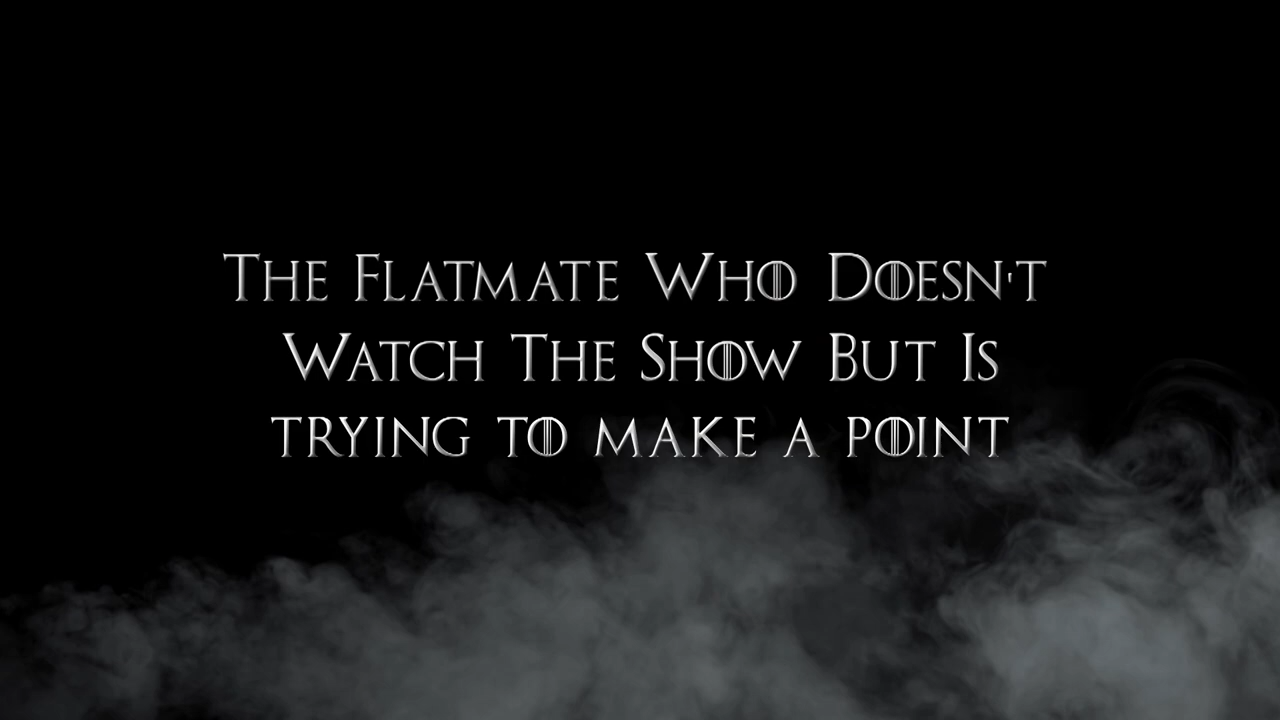 The Flatmate Who Doesn't
Watch The Show But Is
trying to make a point